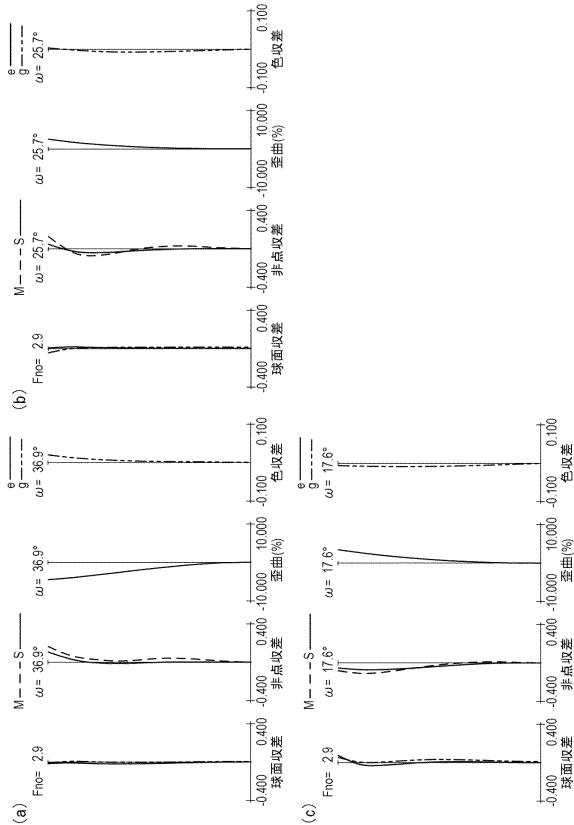 (a)
Fno= 2.9
-0.400 0.400
球面収差
M－－－S――
ω= 36.9°
-0.400 0.400
非点収差
ω= 36.9°
-10.000 10.000
歪曲(%)
e ――
g －-－-
ω= 36.9°
-0.100 0.100
色収差
(b)
Fno= 2.9
-0.400 0.400
球面収差
M－－－S――
ω= 25.7°
-0.400 0.400
非点収差
ω= 25.7°
-10.000 10.000
歪曲(%)
e ――
g －-－-
ω= 25.7°
-0.100 0.100
色収差
(c)
Fno= 2.9
-0.400 0.400
球面収差
M－－－S――
ω= 17.6°
-0.400 0.400
非点収差
ω= 17.6°
-10.000 10.000
歪曲(%)
e ――
g －-－-
ω= 17.6°
-0.100 0.100
色収差